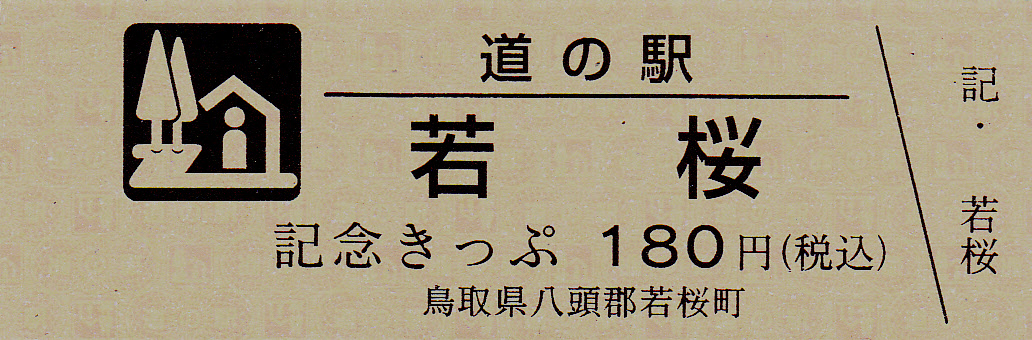 道の駅
若桜
記念きっぷ 180円(税込)
鳥取県八頭郡若桜町
記・若桜